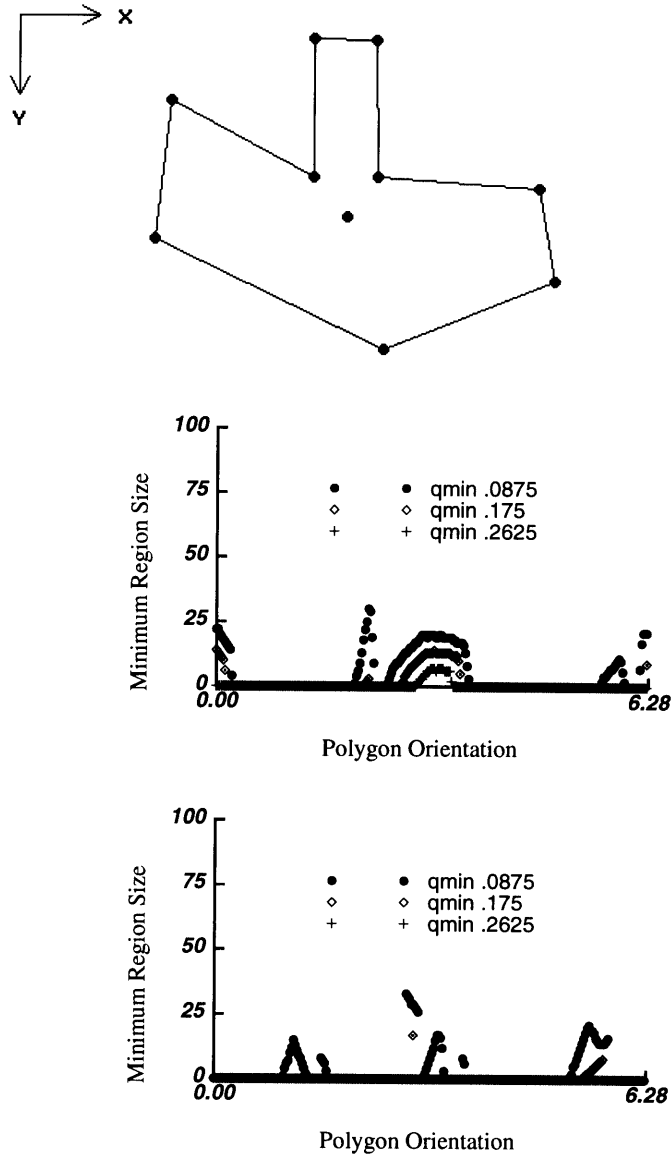 X
Y
100
75
50
25
0
Minimum Region Size
qmin .0875
qmin .175
qmin .2625
0.00
6.28
Polygon Orientation
100
75
50
25
0
Minimum Region Size
qmin .0875
qmin .175
qmin .2625
0.00
6.28
Polygon Orientation